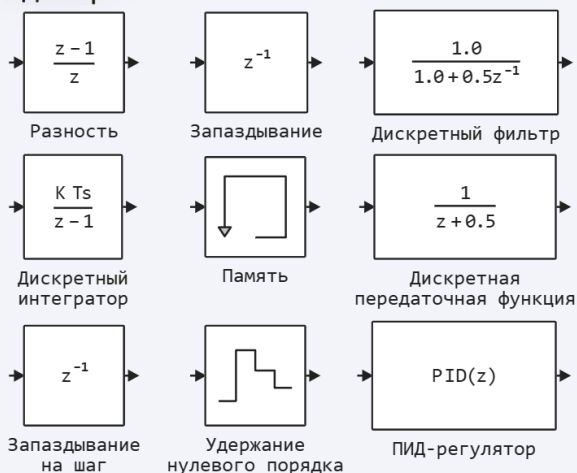 z – 1
z
Разность
z⁻¹
Запаздывание
1.0
1.0+0.5z⁻¹
Дискретный фильтр
K Ts
z – 1
Дискретный
интегратор
Память
1
z+0.5
Дискретная
передаточная функция
z⁻¹
Запаздывание
на шаг
Удержание
нулевого порядка
PID(z)
ПИД-регулятор